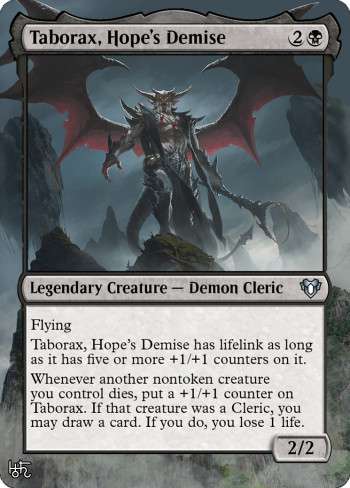 Taborax, Hope's Demise 2
Legendary Creature — Demon Cleric
Flying
Taborax, Hope's Demise has lifelink as long
as it has five or more +1/+1 counters on it.
Whenever another nontoken creature
you control dies, put a +1/+1 counter on
Taborax. If that creature was a Cleric, you
may draw a card. If you do, you lose 1 life.
2/2